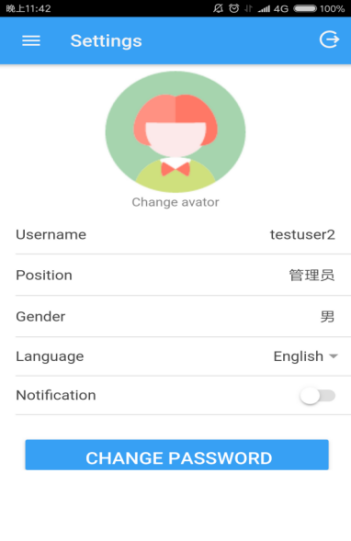 晚上11:42 4G 100%
Settings
Change avator
Username testuser2
Position 管理员
Gender 男
Language English
Notification
CHANGE PASSWORD